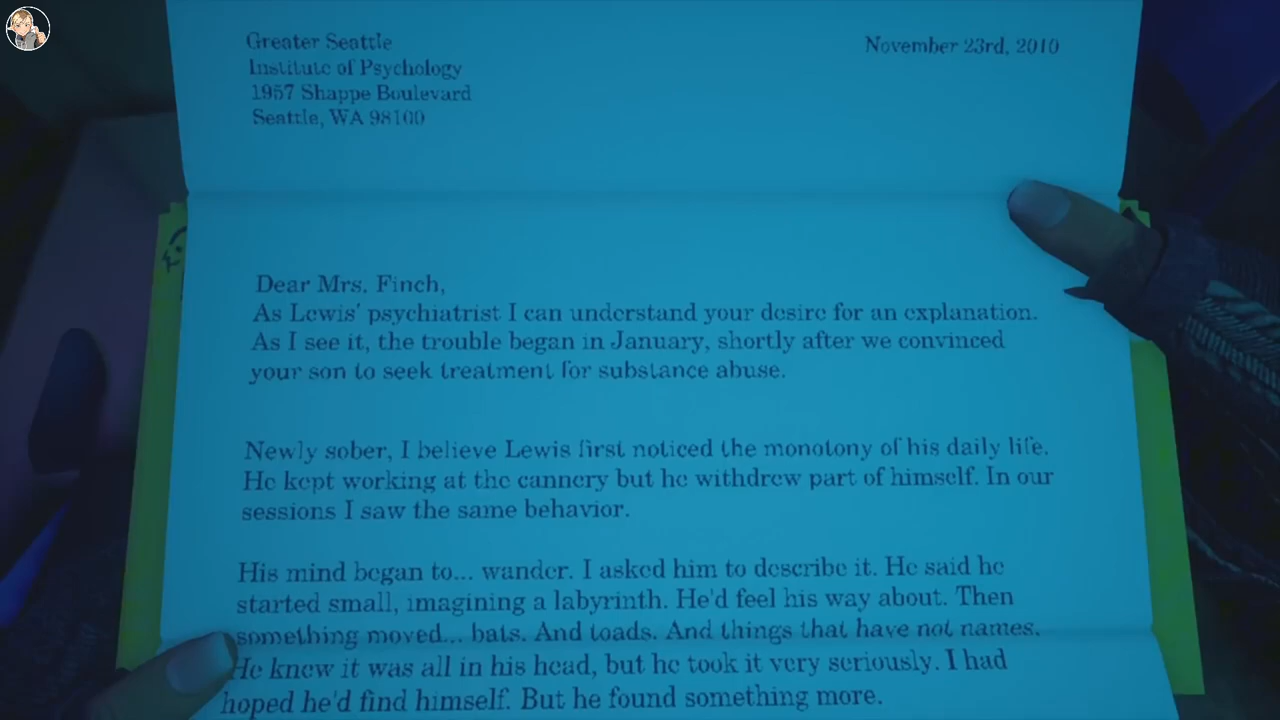 Greater Seattle
Institute of Psychology
1957 Shappe Boulevard
Seattle, WA 98100
November 23rd, 2010
Dear Mrs. Finch,
As Lewis' psychiatrist I can understand your desire for an explanation.
As I see it, the trouble began in January, shortly after we convinced
your son to seek treatment for substance abuse.
Newly sober, I believe Lewis first noticed the monotony of his daily life.
He kept working at the cannery but he withdrew part of himself. In our
sessions I saw the same behavior.
His mind began to... wander. I asked him to describe it. He said he
started small, imagining a labyrinth. He'd feel his way about. Then
something moved... bats. And toads. And things that have not names.
He knew it was all in his head, but he took it very seriously. I had
hoped he'd find himself. But he found something more.